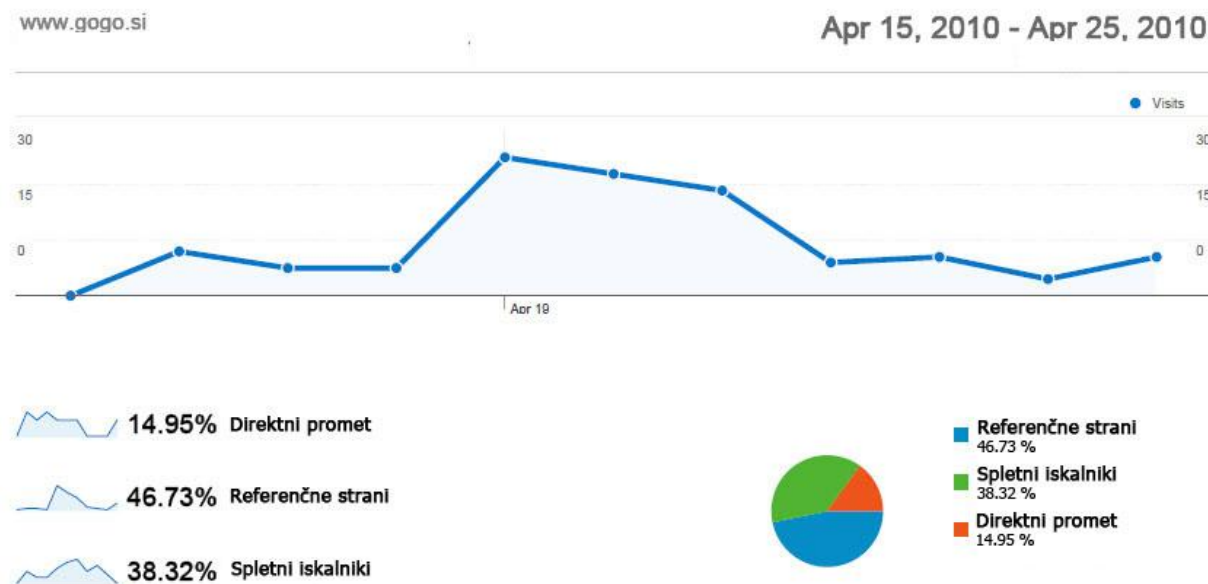 www.gogo.si
Apr 15, 2010 - Apr 25, 2010
Visits
30 30
15 15
0 0
Apr 19
14.95% Direktni promet
46.73% Referenčne strani
38.32% Spletni iskalniki
Referenčne strani
46.73 %
Spletni iskalniki
38.32 %
Direktni promet
14.95 %